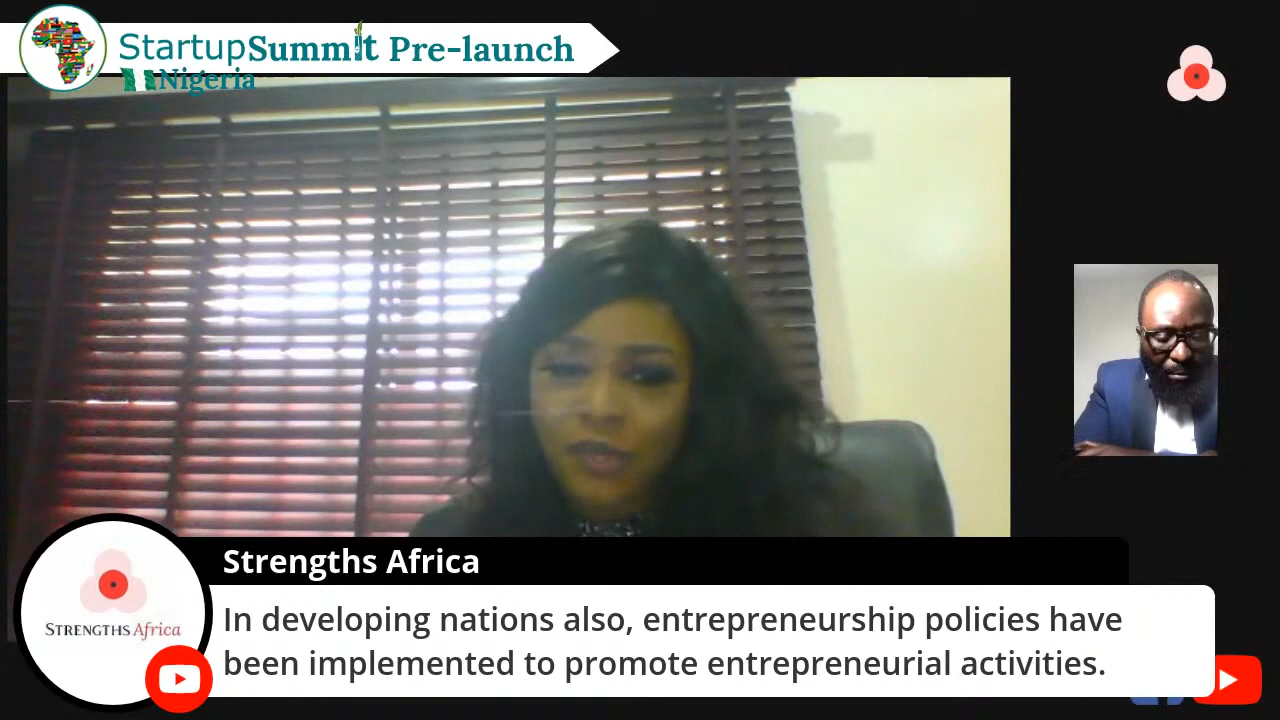 StartupSummit Pre-launch
Nigeria
Strengths Africa
STRENGTHS Africa
In developing nations also, entrepreneurship policies have
been implemented to promote entrepreneurial activities.